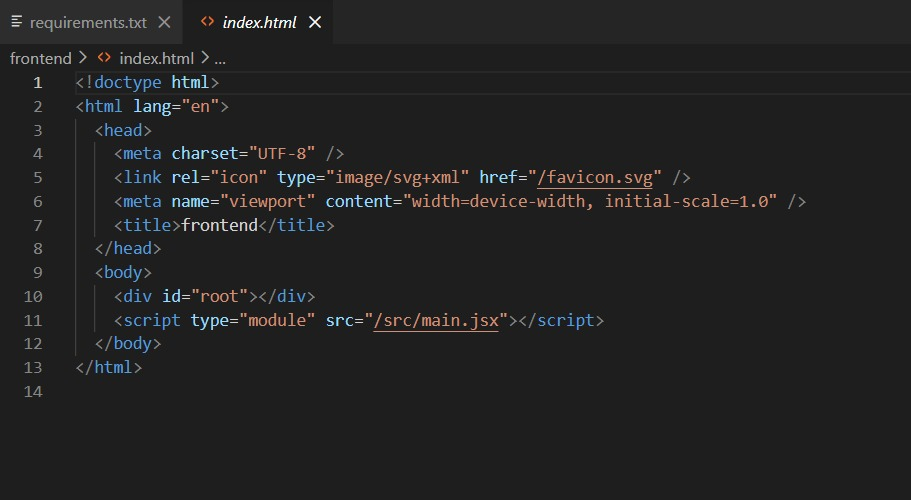 requirements.txt index.html
frontend > index.html > ...
1 <!doctype html>
2 <html lang="en">
3 <head>
4 <meta charset="UTF-8" />
5 <link rel="icon" type="image/svg+xml" href="/favicon.svg" />
6 <meta name="viewport" content="width=device-width, initial-scale=1.0" />
7 <title>frontend</title>
8 </head>
9 <body>
10 <div id="root"></div>
11 <script type="module" src="/src/main.jsx"></script>
12 </body>
13 </html>
14